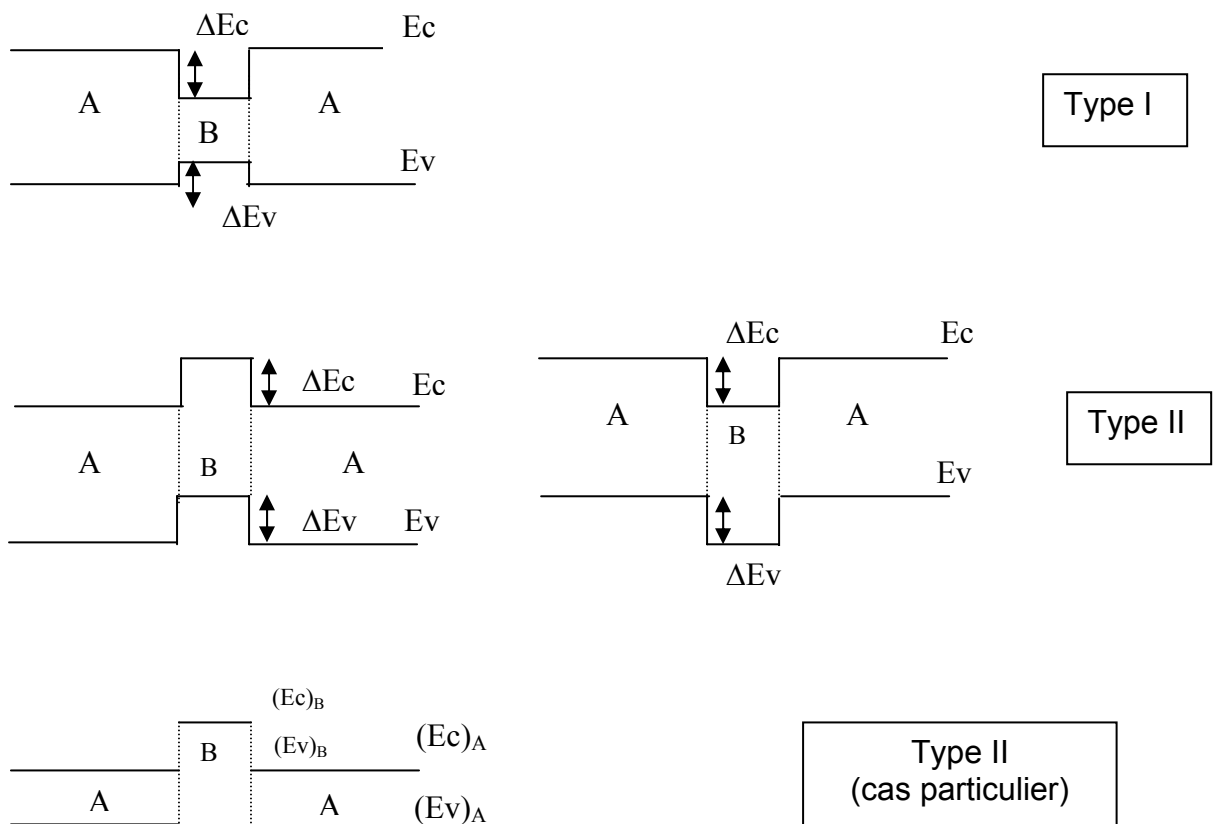 ΔEc
Ec
A
A
B
Type I
Ev
ΔEv
ΔEc
Ec
A
B
A
ΔEv
Ev
ΔEc
Ec
A
B
A
Ev
ΔEv
Type II
(Ec)B
B
(Ev)B
(Ec)A
A
A
(Ev)A
Type II
(cas particulier)